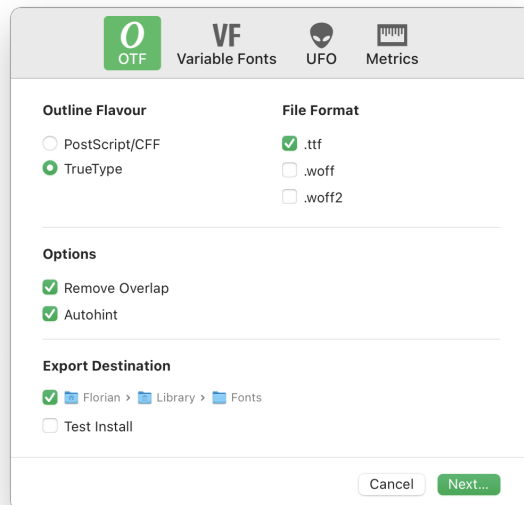 O
OTF
VF
Variable Fonts
UFO
Metrics
Outline Flavour
PostScript/CFF
TrueType
File Format
.ttf
.woff
.woff2
Options
Remove Overlap
Autohint
Export Destination
Florian › Library › Fonts
Test Install
Cancel
Next...